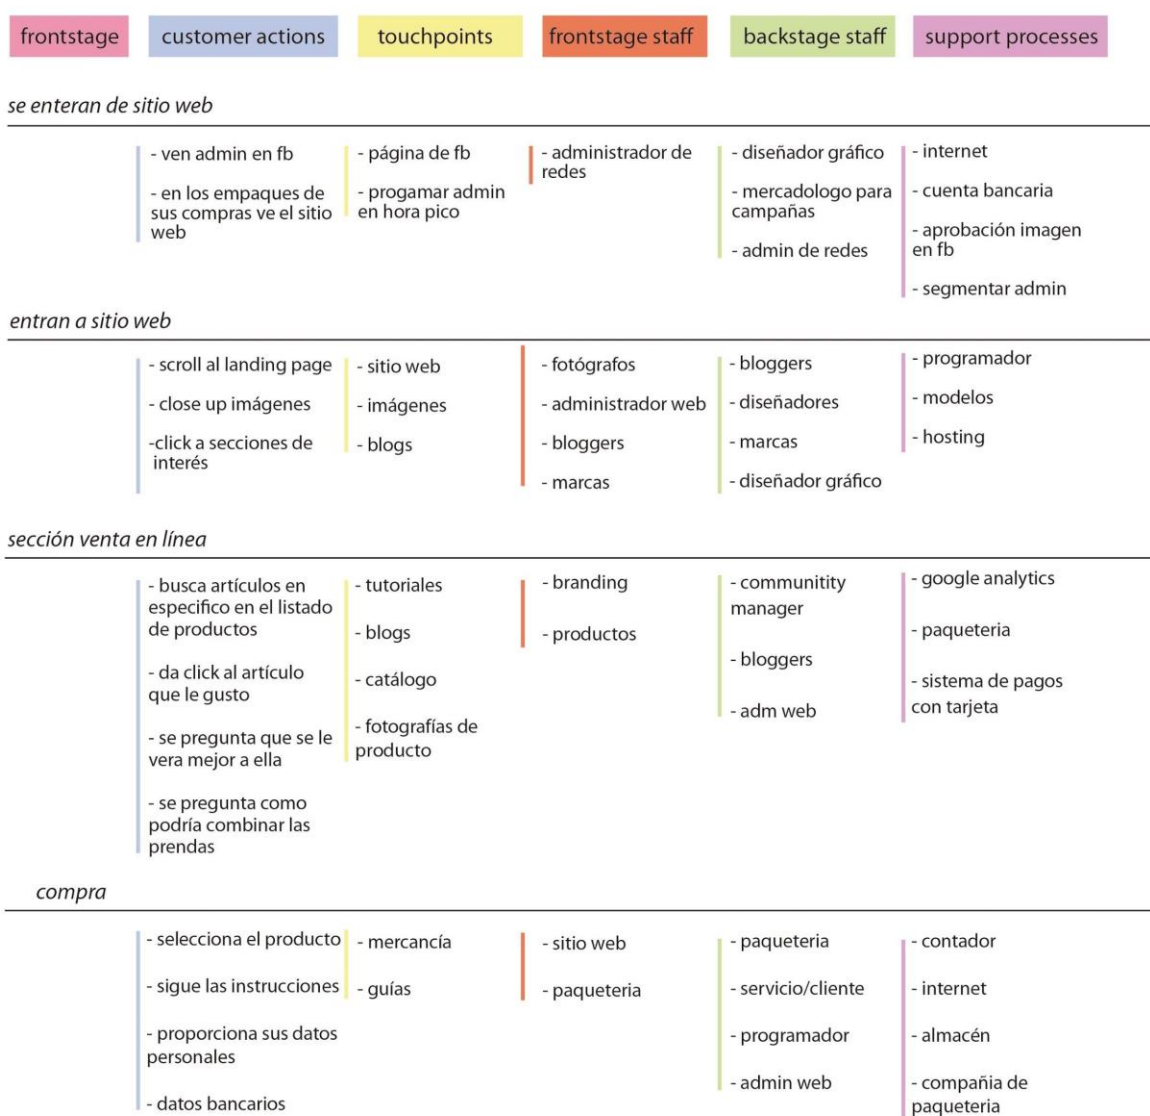 frontstage
customer actions
touchpoints
frontstage staff
backstage staff
support processes
se enteran de sitio web
- ven admin en fb
- en los empaques de
sus compras ve el sitio
web
- página de fb
- progamar admin
en hora pico
- administrador de
redes
- diseñador gráfico
- mercadologo para
campañas
- admin de redes
- internet
- cuenta bancaria
- aprobación imagen
en fb
- segmentar admin
entran a sitio web
- scroll al landing page
- close up imágenes
-click a secciones de
interés
- sitio web
- imágenes
- blogs
- fotógrafos
- administrador web
- bloggers
- marcas
- bloggers
- diseñadores
- marcas
- diseñador gráfico
- programador
- modelos
- hosting
sección venta en línea
- busca artículos en
especifico en el listado
de productos
- da click al artículo
que le gusto
- se pregunta que se le
vera mejor a ella
- se pregunta como
podría combinar las
prendas
- tutoriales
- blogs
- catálogo
- fotografías de
producto
- branding
- productos
- communitity
manager
- bloggers
- adm web
- google analytics
- paqueteria
- sistema de pagos
con tarjeta
compra
- selecciona el producto
- sigue las instrucciones
- proporciona sus datos
personales
- datos bancarios
- mercancía
- guías
- sitio web
- paqueteria
- paqueteria
- servicio/cliente
- programador
- admin web
- contador
- internet
- almacén
- compañia de
paqueteria